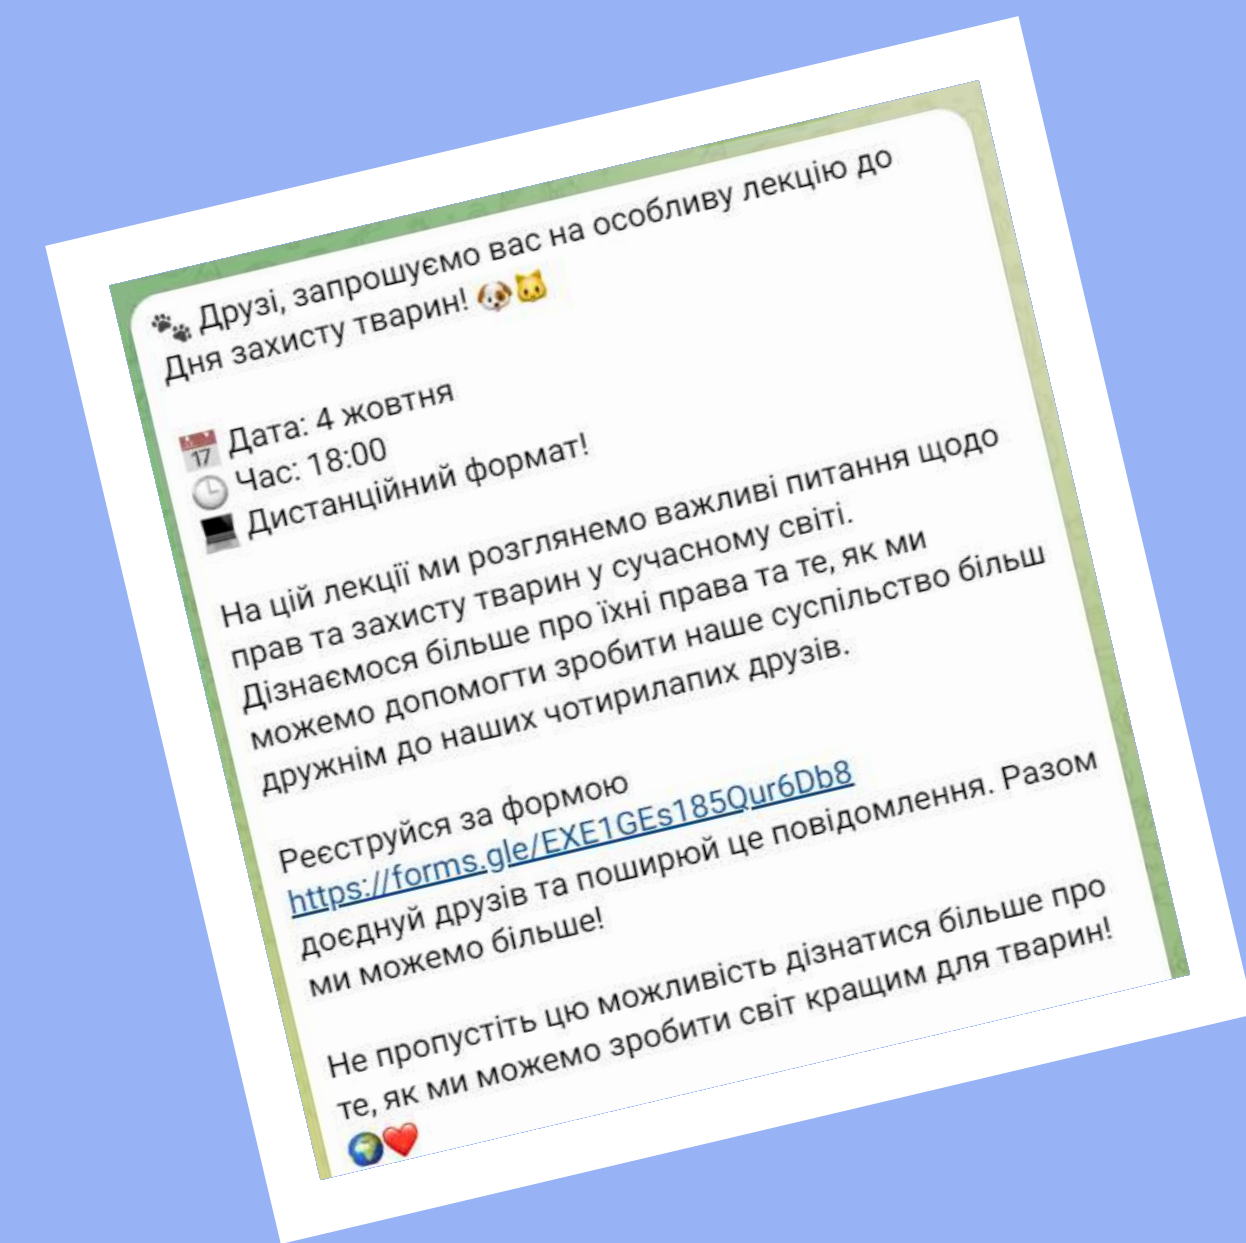 🐾 Друзі, запрошуємо вас на особливу лекцію до
Дня захисту тварин! 🐶🐱
📅 Дата: 4 жовтня
🕒 Час: 18:00
💻 Дистанційний формат!
На цій лекції ми розглянемо важливі питання щодо
прав та захисту тварин у сучасному світі.
Дізнаємося більше про їхні права та те, як ми
можемо допомогти зробити наше суспільство більш
дружнім до наших чотирилапих друзів.
Реєструйся за формою
https://forms.gle/EXE1GEs185Qur6Db8
доєднуй друзів та поширюй це повідомлення. Разом
ми можемо більше!
Не пропустіть цю можливість дізнатися більше про
те, як ми можемо зробити світ кращим для тварин!
🌍❤️